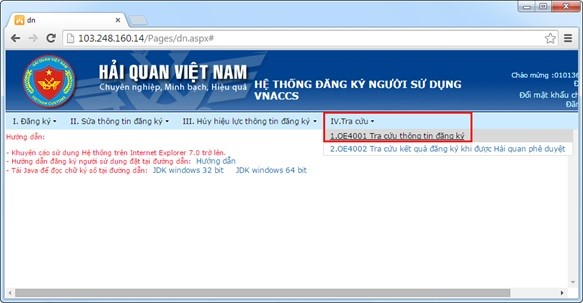 dn
103.248.160.14/Pages/dn.aspx#
HẢI QUAN VIỆT NAM
Chuyên nghiệp, Minh bạch, Hiệu quả
HỆ THỐNG ĐĂNG KÝ NGƯỜI SỬ DỤNG
VNACCS
Chào mừng :010136
Đổi mật khẩu ch
I. Đăng ký
II. Sửa thông tin đăng ký
III. Hủy hiệu lực thông tin đăng ký
IV.Tra cứu
1.OE4001 Tra cứu thông tin đăng ký
2.OE4002 Tra cứu kết quả đăng ký khi được Hải quan phê duyệt
Hướng dẫn:
- Khuyến cáo sử dụng Hệ thống trên Internet Explorer 7.0 trở lên.
- Hướng dẫn đăng ký người sử dụng đặt tại đường dẫn: Hướng dẫn
- Tải Java để đọc chữ ký số tại đường dẫn: JDK windows 32 bit JDK windows 64 bit